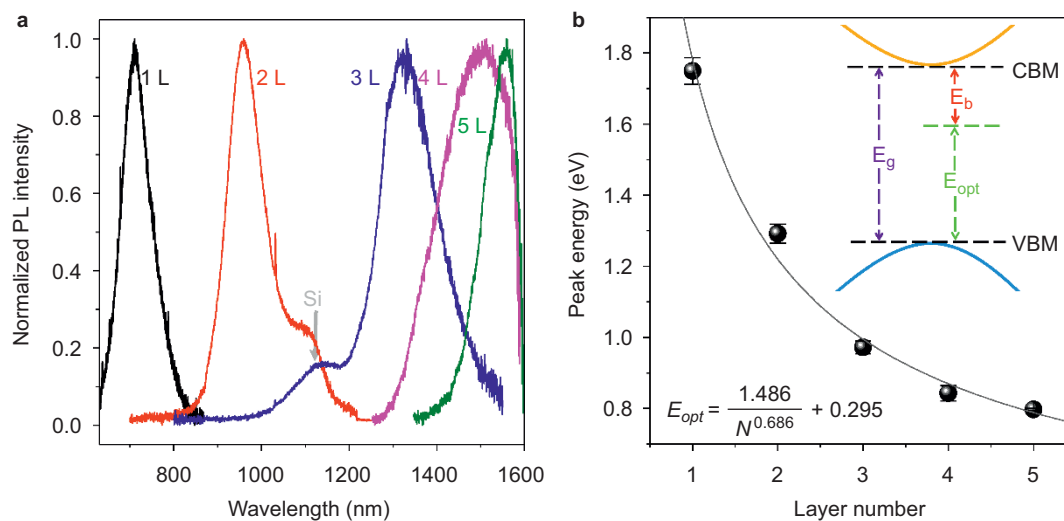 a
1 L
2 L
3 L
4 L
5 L
Si
Normalized PL intensity
1.0
0.8
0.6
0.4
0.2
0.0
800
1000
1200
1400
1600
Wavelength (nm)
b
CBM
E_b
E_g
E_opt
VBM
Peak energy (eV)
1.8
1.6
1.4
1.2
1.0
0.8
E_opt = 1.486 / N^0.686 + 0.295
1
2
3
4
5
Layer number